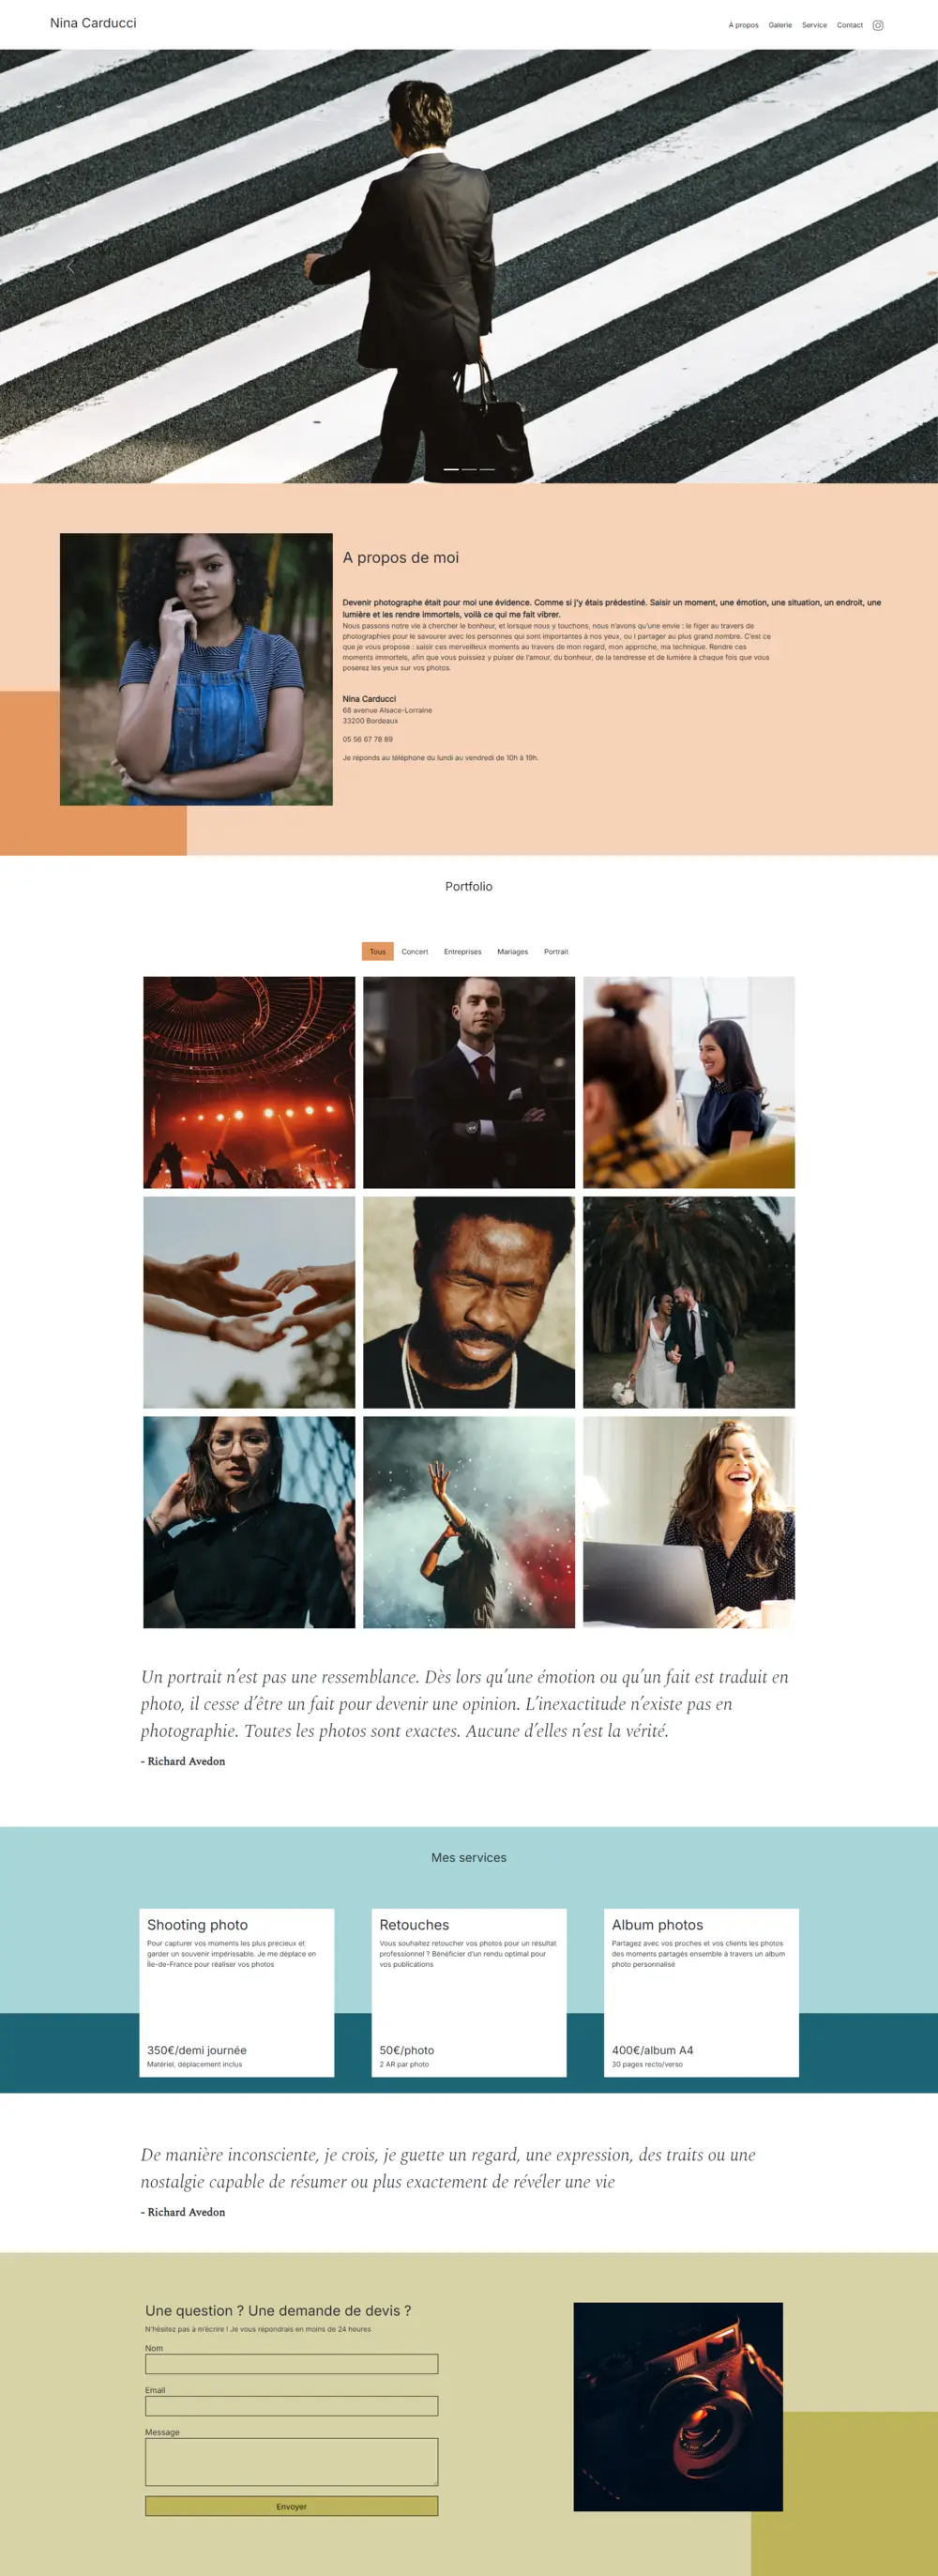 Nina Carducci
À propos
Galerie
Service
Contact
A propos de moi
Devenir photographe était pour moi une évidence. Comme si j'y étais prédestiné. Saisir un moment, une émotion, une situation, un endroit, une
lumière et les rendre immortels, voilà ce qui me fait vibrer.
Nous passons notre vie à chercher le bonheur, et lorsque nous y touchons, nous n'avons qu'une envie : le figer au travers de
photographies pour le savourer avec les personnes qui sont importantes à nos yeux, ou l partager au plus grand nombre. C'est ce
que je vous propose : saisir ces merveilleux moments au travers de mon regard, mon approche, ma technique. Rendre ces
moments immortels, afin que vous puissiez y puiser de l'amour, du bonheur, de la tendresse et de lumière à chaque fois que vous
poserez les yeux sur vos photos.
Nina Carducci
68 avenue Alsace-Lorraine
33200 Bordeaux
05 56 67 78 89
Je réponds au téléphone du lundi au vendredi de 10h à 19h.
Portfolio
Tous
Concert
Entreprises
Mariages
Portrait
Un portrait n'est pas une ressemblance. Dès lors qu'une émotion ou qu'un fait est traduit en
photo, il cesse d'être un fait pour devenir une opinion. L'inexactitude n'existe pas en
photographie. Toutes les photos sont exactes. Aucune d'elles n'est la vérité.
- Richard Avedon
Mes services
Shooting photo
Pour capturer vos moments les plus précieux et
garder un souvenir impérissable. Je me déplace en
Île-de-France pour réaliser vos photos
350€/demi journée
Matériel, déplacement inclus
Retouches
Vous souhaitez retoucher vos photos pour un résultat
professionnel ? Bénéficier d'un rendu optimal pour
vos publications
50€/photo
2 AR par photo
Album photos
Partagez avec vos proches et vos clients les photos
des moments partagés ensemble à travers un album
photo personnalisé
400€/album A4
30 pages recto/verso
De manière inconsciente, je crois, je guette un regard, une expression, des traits ou une
nostalgie capable de résumer ou plus exactement de révéler une vie
- Richard Avedon
Une question ? Une demande de devis ?
N'hésitez pas à m'écrire ! Je vous répondrais en moins de 24 heures
Nom
Email
Message
Envoyer